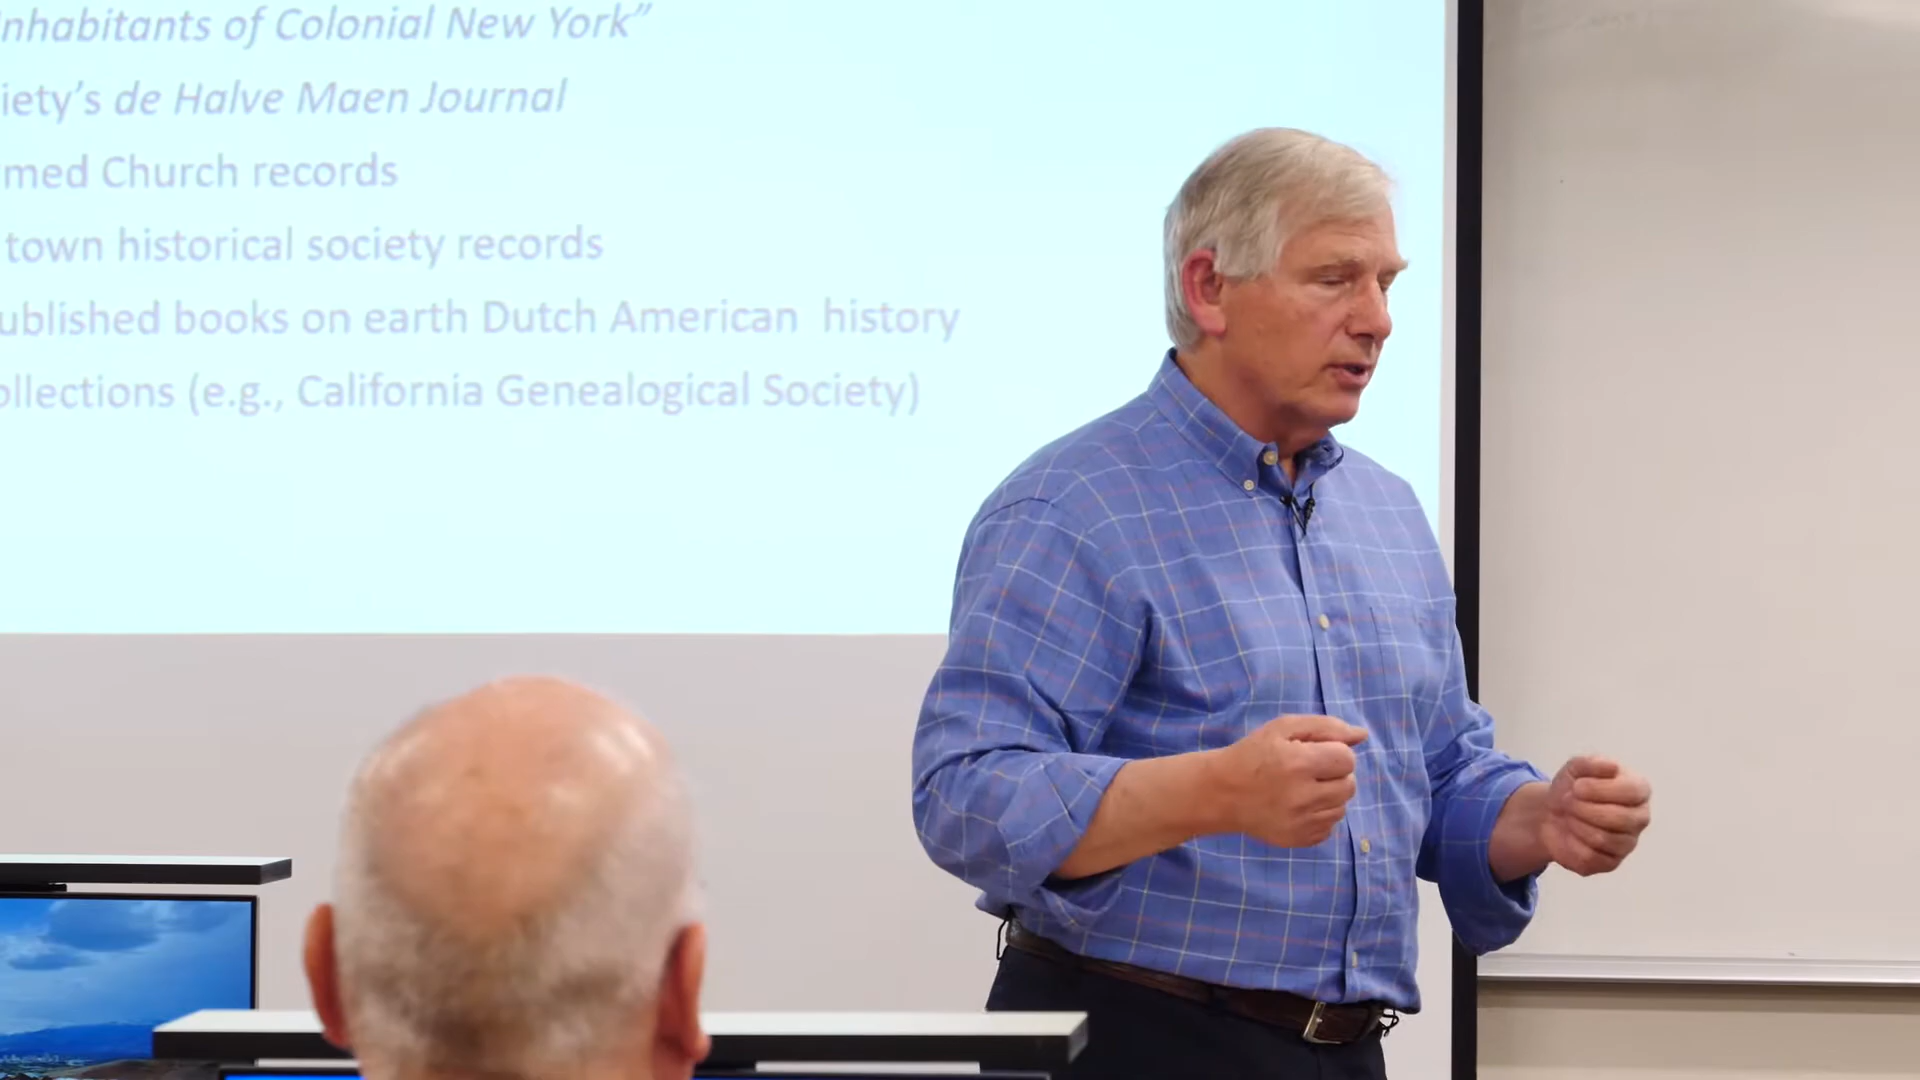 nhabitants of Colonial New York”
iety’s de Halve Maen Journal
med Church records
town historical society records
ublished books on earth Dutch American history
ollections (e.g., California Genealogical Society)